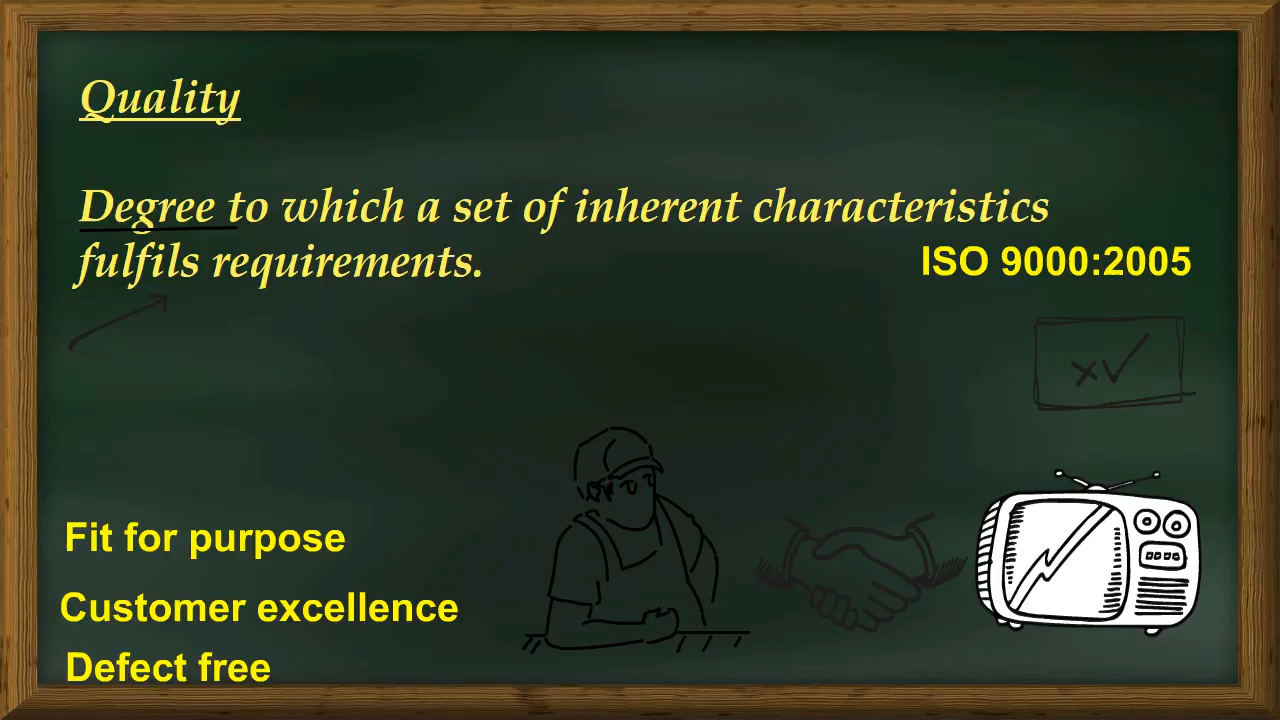 Quality
Degree to which a set of inherent characteristics
fulfils requirements.
ISO 9000:2005
x✓
Fit for purpose
Customer excellence
Defect free